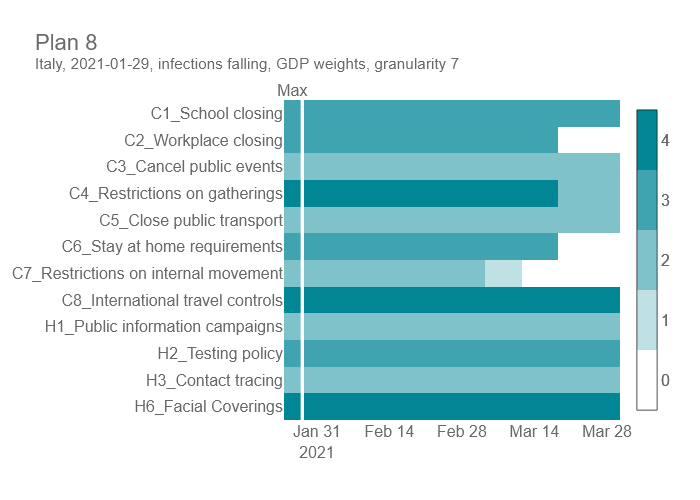 Plan 8
Italy, 2021-01-29, infections falling, GDP weights, granularity 7
Max
C1_School closing
C2_Workplace closing
C3_Cancel public events
C4_Restrictions on gatherings
C5_Close public transport
C6_Stay at home requirements
C7_Restrictions on internal movement
C8_International travel controls
H1_Public information campaigns
H2_Testing policy
H3_Contact tracing
H6_Facial Coverings
4
3
2
1
0
Jan 31 Feb 14 Feb 28 Mar 14 Mar 28
2021